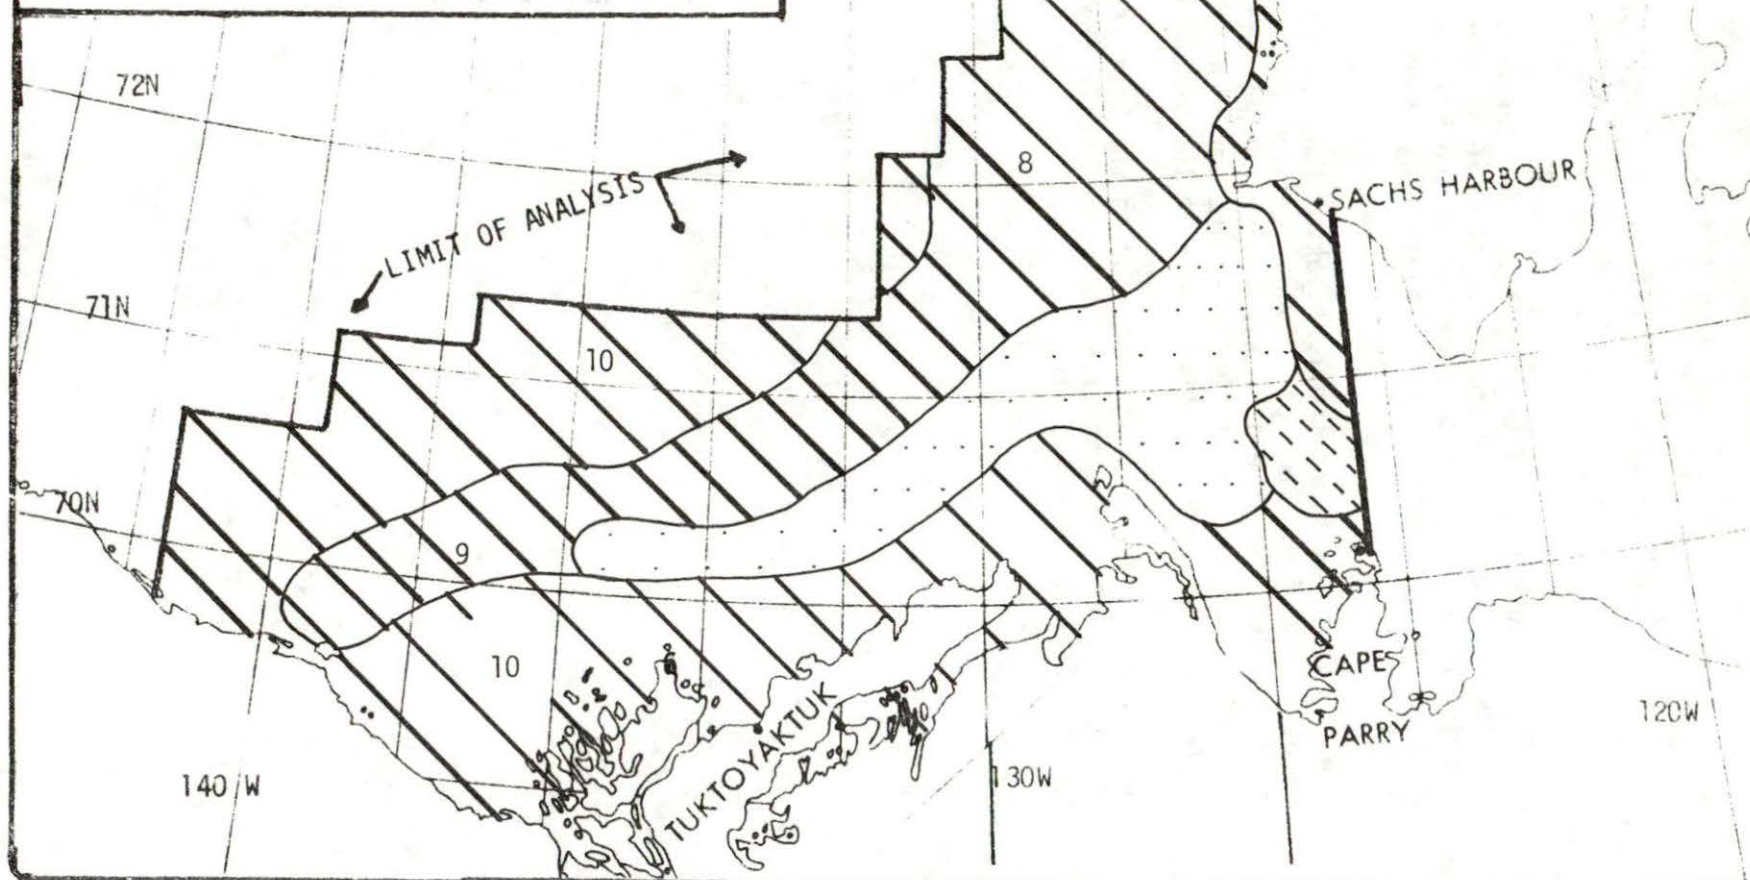 72N
8
SACHS HARBOUR
LIMIT OF ANALYSIS
71N
10
70N
9
10
CAPE
PARRY
120W
TUKTOYAKTUK
140 W
130W